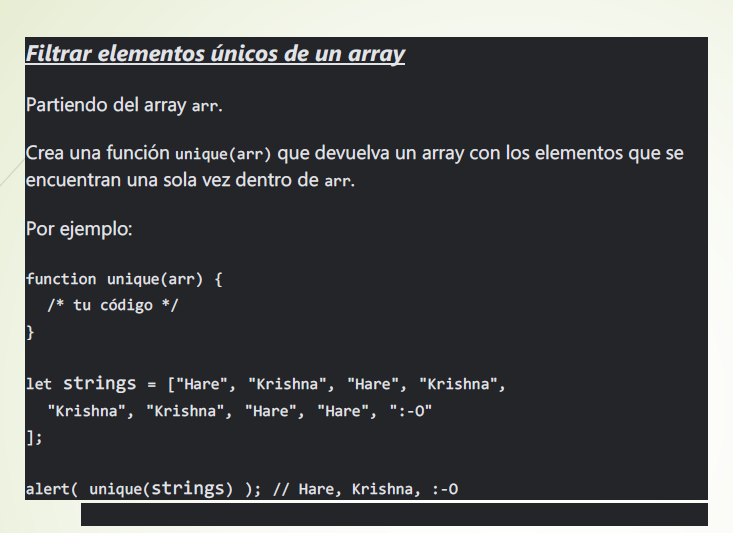 Filtrar elementos únicos de un array
Partiendo del array arr.
Crea una función unique(arr) que devuelva un array con los elementos que se
encuentran una sola vez dentro de arr.
Por ejemplo:
function unique(arr) {
  /* tu código */
}
let strings = ["Hare", "Krishna", "Hare", "Krishna",
  "Krishna", "Krishna", "Hare", "Hare", ":-O"
];
alert( unique(strings) ); // Hare, Krishna, :-O